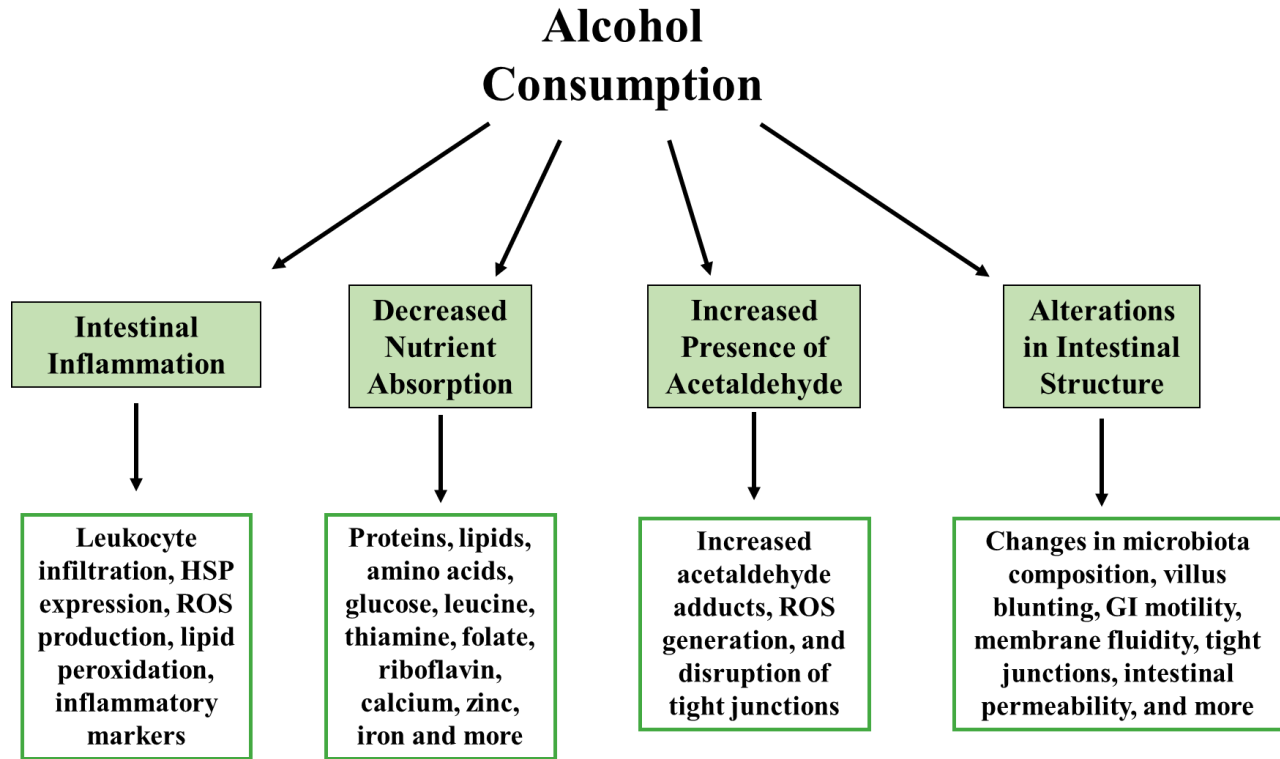 Alcohol
Consumption
Intestinal
Inflammation
Decreased
Nutrient
Absorption
Increased
Presence of
Acetaldehyde
Alterations
in Intestinal
Structure
Leukocyte
infiltration, HSP
expression, ROS
production, lipid
peroxidation,
inflammatory
markers
Proteins, lipids,
amino acids,
glucose, leucine,
thiamine, folate,
riboflavin,
calcium, zinc,
iron and more
Increased
acetaldehyde
adducts, ROS
generation, and
disruption of
tight junctions
Changes in microbiota
composition, villus
blunting, GI motility,
membrane fluidity, tight
junctions, intestinal
permeability, and more